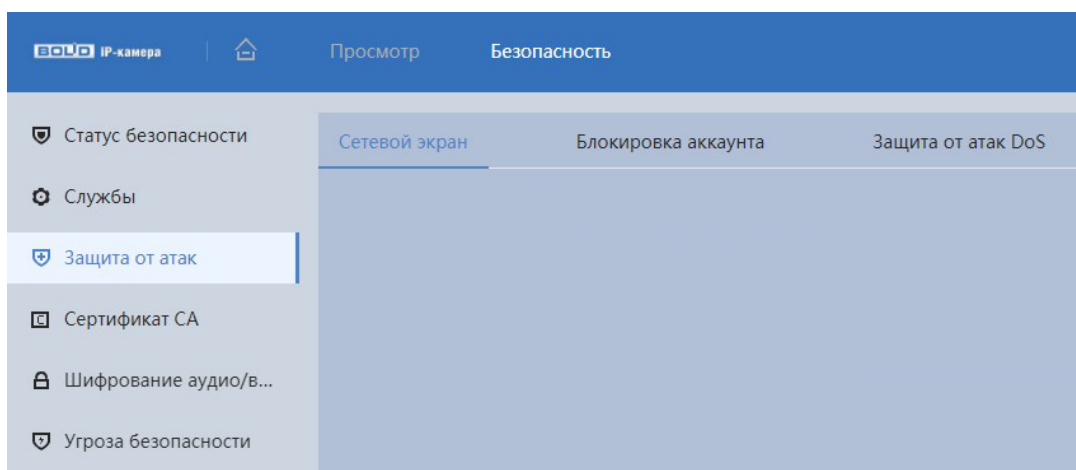 BOLID IP-камера Просмотр Безопасность
Статус безопасности
Службы
Защита от атак
Сертификат CA
Шифрование аудио/в...
Угроза безопасности
Сетевой экран Блокировка аккаунта Защита от атак DoS